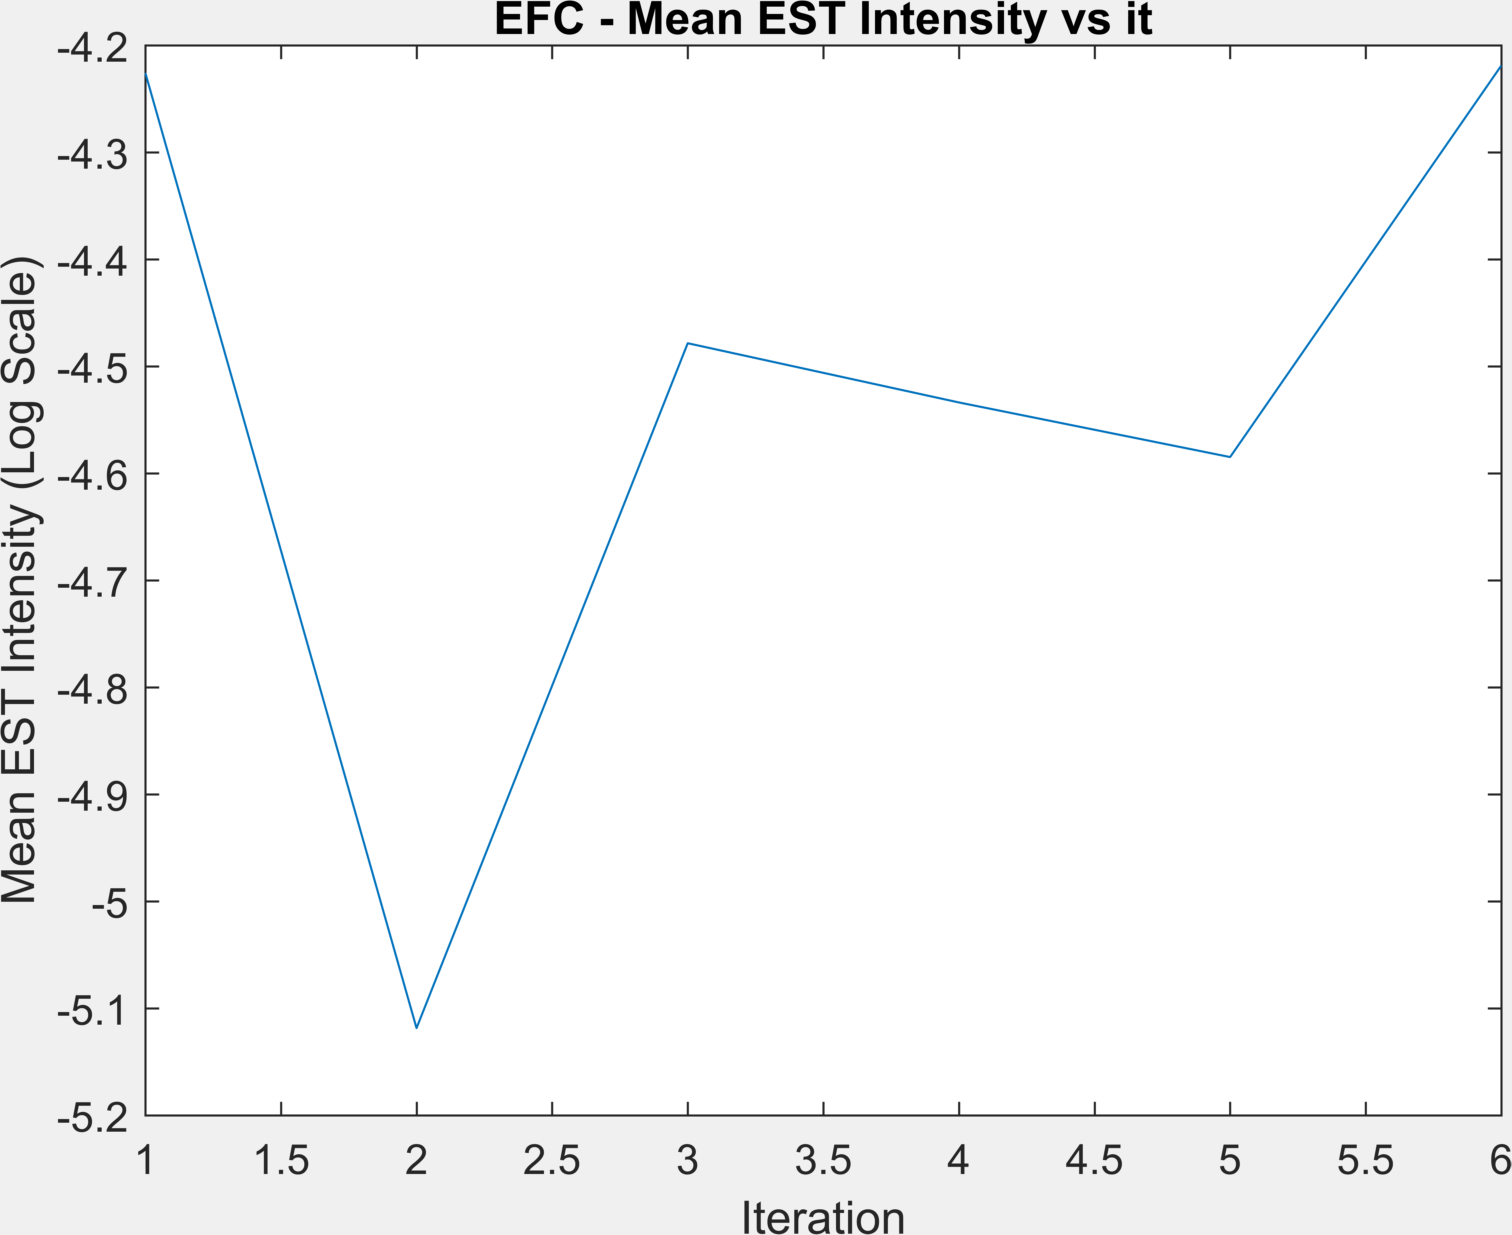 EFC - Mean EST Intensity vs it
Mean EST Intensity (Log Scale)
-4.2
-4.3
-4.4
-4.5
-4.6
-4.7
-4.8
-4.9
-5
-5.1
-5.2
1 1.5 2 2.5 3 3.5 4 4.5 5 5.5 6
Iteration